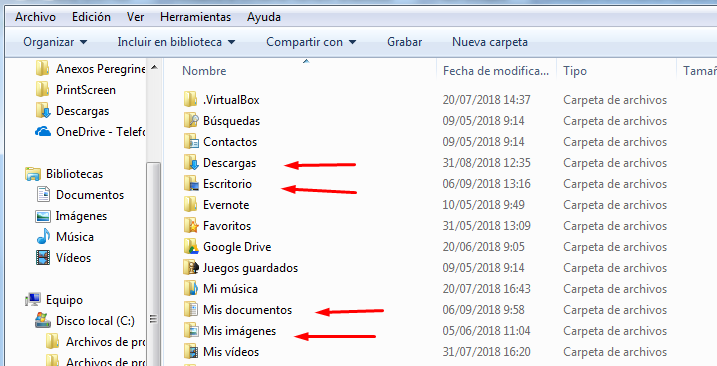 Archivo Edición Ver Herramientas Ayuda
Organizar Incluir en biblioteca Compartir con Grabar Nueva carpeta
Anexos Peregrine
PrintScreen
Descargas
OneDrive - Telefo
Bibliotecas
Documentos
Imágenes
Música
Vídeos
Equipo
Disco local (C:)
Archivos de pro
Archivos de pro
Nombre Fecha de modifica... Tipo Tamañ
.VirtualBox 20/07/2018 14:37 Carpeta de archivos
Búsquedas 09/05/2018 9:14 Carpeta de archivos
Contactos 09/05/2018 9:14 Carpeta de archivos
Descargas 31/08/2018 12:35 Carpeta de archivos
Escritorio 06/09/2018 13:16 Carpeta de archivos
Evernote 10/05/2018 9:49 Carpeta de archivos
Favoritos 31/05/2018 13:09 Carpeta de archivos
Google Drive 20/06/2018 9:05 Carpeta de archivos
Juegos guardados 09/05/2018 9:14 Carpeta de archivos
Mi música 20/07/2018 16:43 Carpeta de archivos
Mis documentos 06/09/2018 9:58 Carpeta de archivos
Mis imágenes 05/06/2018 11:04 Carpeta de archivos
Mis vídeos 31/07/2018 16:20 Carpeta de archivos